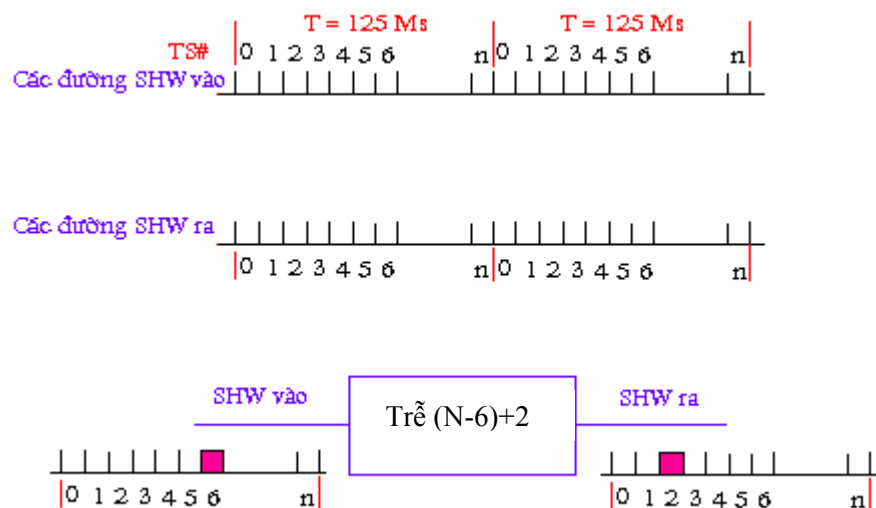 T = 125 Ms T = 125 Ms
TS# 0 1 2 3 4 5 6 n 0 1 2 3 4 5 6 n
Các đường SHW vào
Các đường SHW ra
0 1 2 3 4 5 6 n 0 1 2 3 4 5 6 n
SHW vào
Trễ (N-6)+2
SHW ra
0 1 2 3 4 5 6 n
0 1 2 3 4 5 6 n